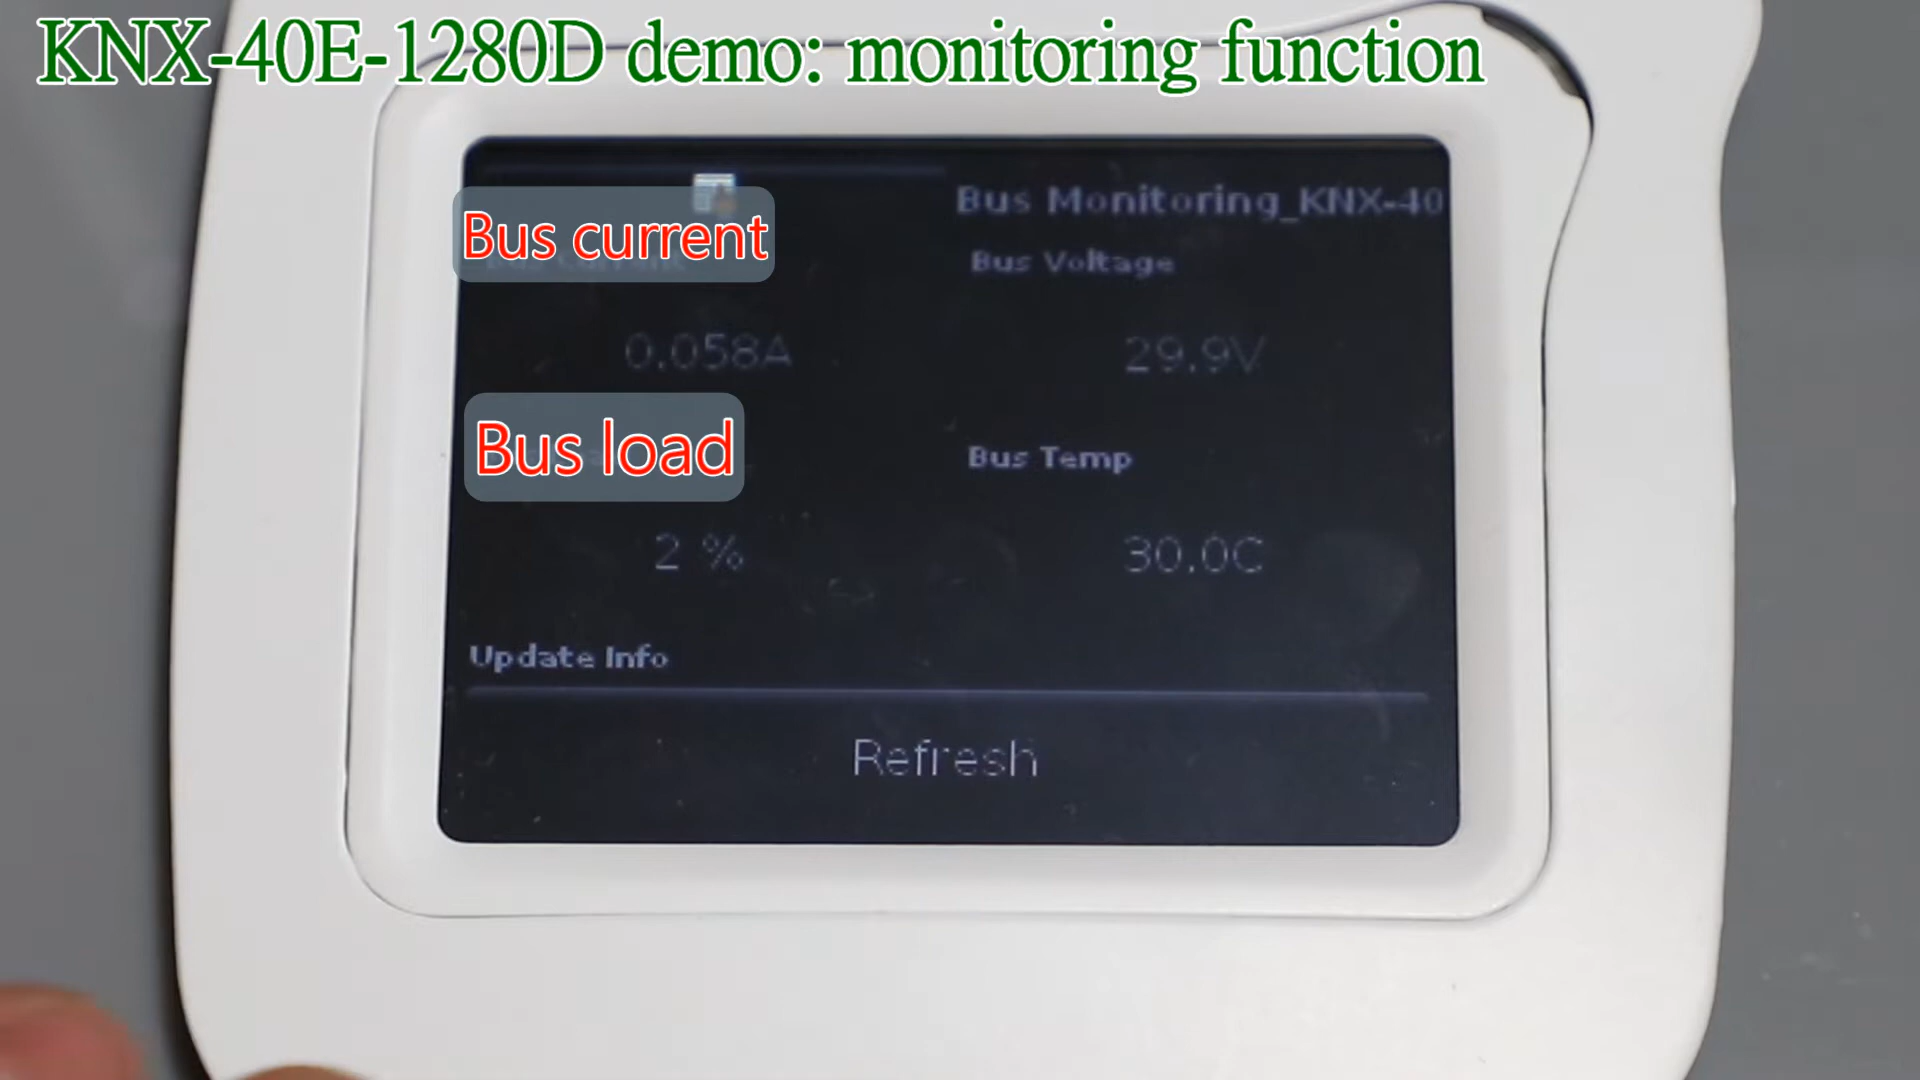 KNX-40E-1280D demo: monitoring function
Bus Monitoring_KNX-40
Bus current
Bus Voltage
0.058A
29.9V
Bus load
Bus Temp
2 %
30.0C
Update Info
Refresh